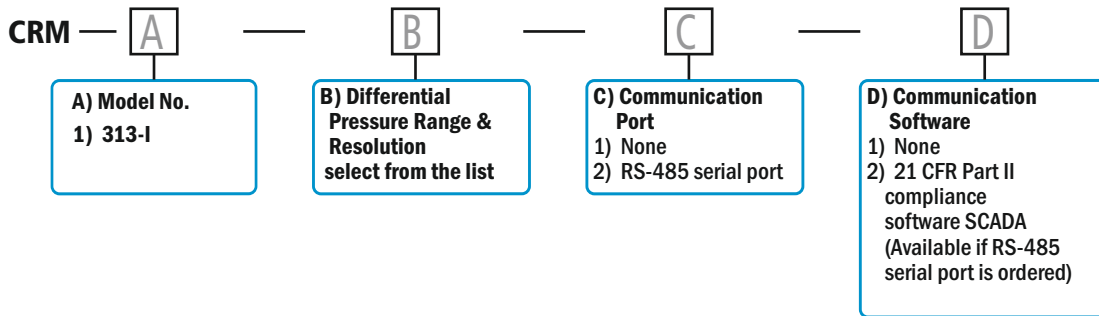 CRM — A — B — C — D
A) Model No.
1) 313-I
B) Differential
Pressure Range &
Resolution
select from the list
C) Communication
Port
1) None
2) RS-485 serial port
D) Communication
Software
1) None
2) 21 CFR Part II
compliance
software SCADA
(Available if RS-485
serial port is ordered)